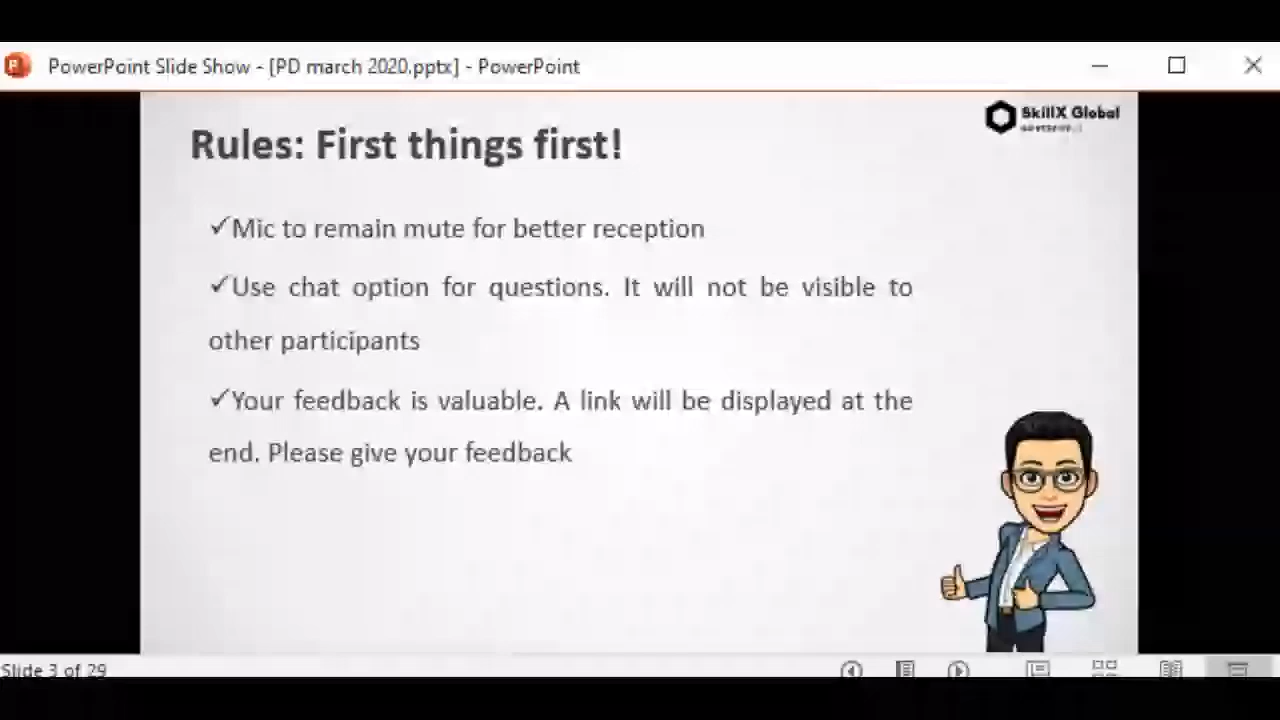 PowerPoint Slide Show - [PD march 2020.pptx] - PowerPoint
SkillX Global
Rules: First things first!
✓Mic to remain mute for better reception
✓Use chat option for questions. It will not be visible to
other participants
✓Your feedback is valuable. A link will be displayed at the
end. Please give your feedback
Slide 3 of 29